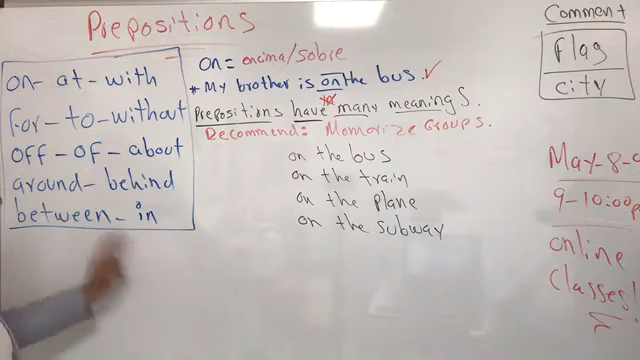 Prepositions
on - at - with
for - to - without
off - of - about
around - behind
between - in
on = encima/sobre
* My brother is on the bus. ✓
Prepositions have many meanings.
Recommend: Momorize Groups.
on the bus
on the train
on the plane
on the subway
Comment
flag
city
May-8-
9-10:00p
online
Classes!